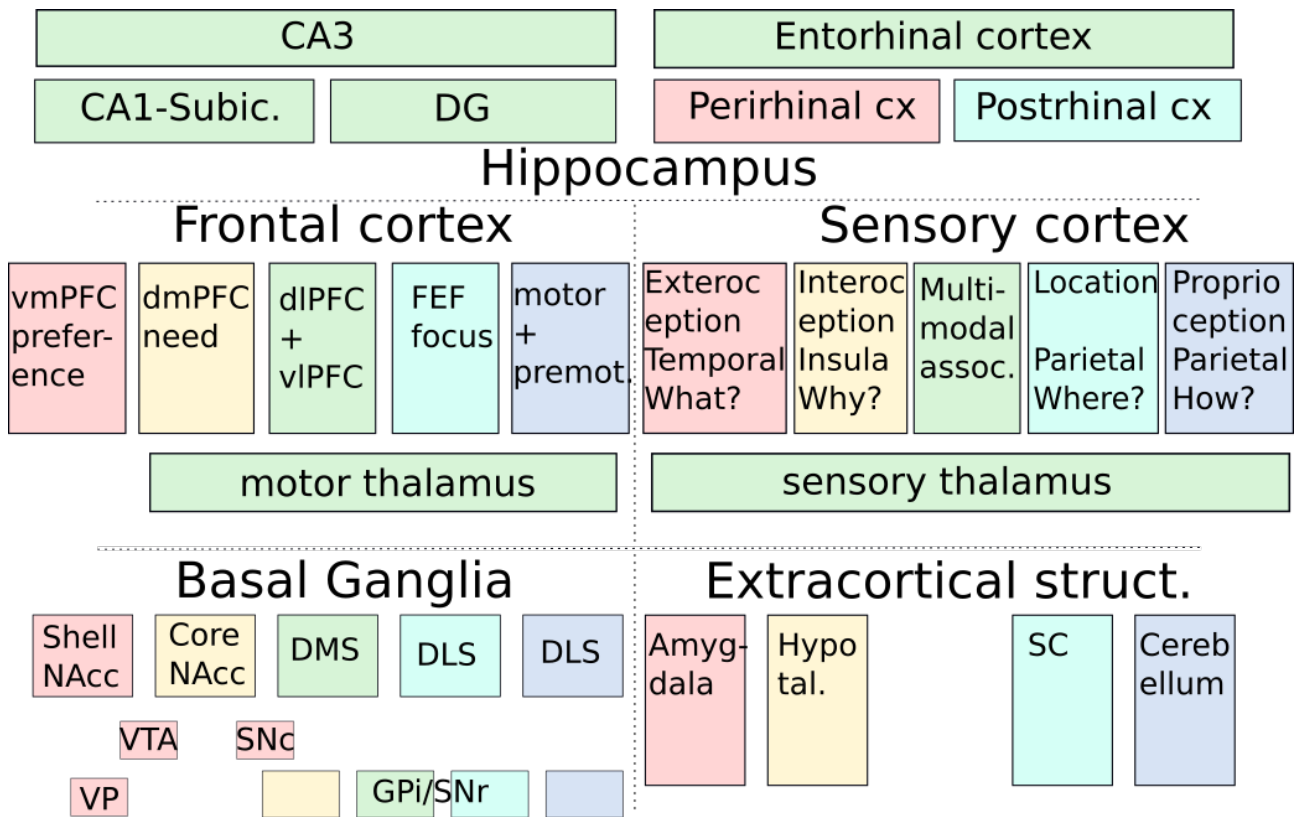 CA3
Entorhinal cortex
CA1-Subic.
DG
Perirhinal cx
Postrhinal cx
Hippocampus
Frontal cortex
Sensory cortex
vmPFC
prefer-
ence
dmPFC
need
dlPFC
+
vlPFC
FEF
focus
motor
+
premot.
Exteroc
eption
Temporal
What?
Interoc
eption
Insula
Why?
Multi-
modal
assoc.
Location
Parietal
Where?
Proprio
ception
Parietal
How?
motor thalamus
sensory thalamus
Basal Ganglia
Extracortical struct.
Shell
NAcc
Core
NAcc
DMS
DLS
DLS
Amyg-
dala
Hypo
tal.
SC
Cereb
ellum
VTA
SNc
VP
GPi/SNr